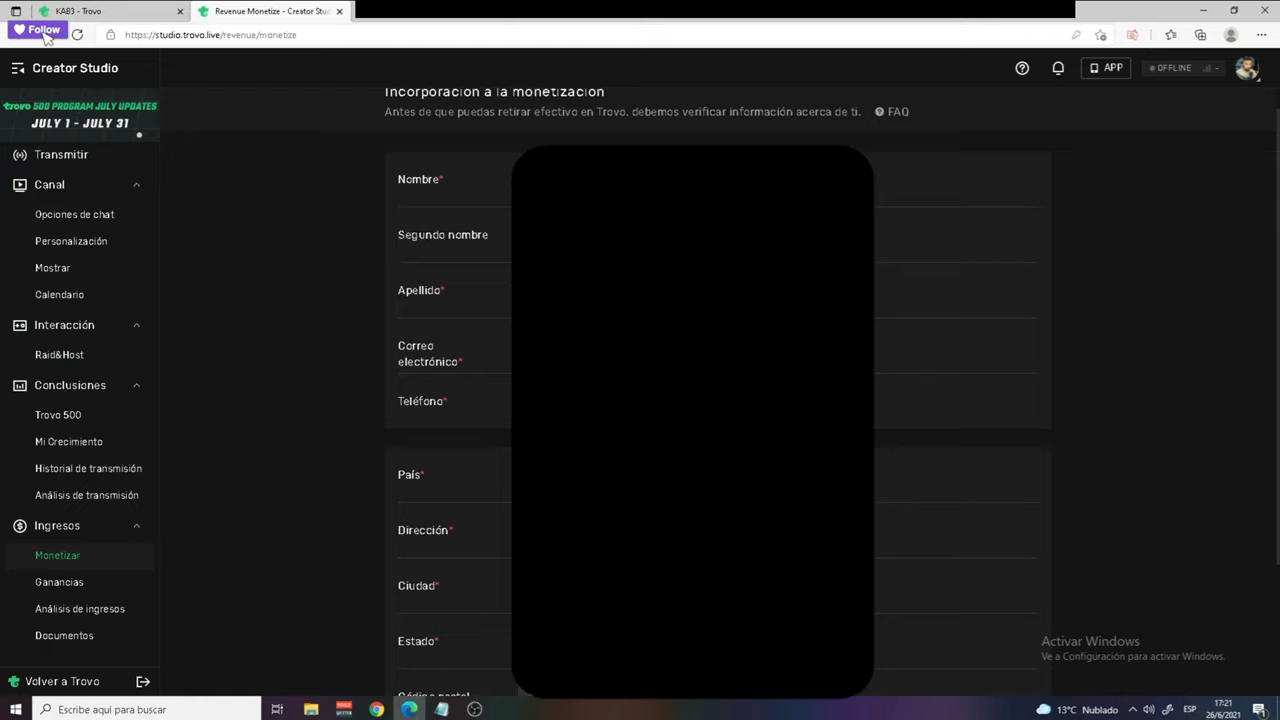 KAB3 - Trovo
Revenue Monetize - Creator Stu
Follow
https://studio.trovo.live/revenue/monetize
Creator Studio
APP
OFFLINE
-
trovo 500 PROGRAM JULY UPDATES
JULY 1 - JULY 31
Transmitir
Canal
Opciones de chat
Personalización
Mostrar
Calendario
Interacción
Raid&Host
Conclusiones
Trovo 500
Mi Crecimiento
Historial de transmisión
Análisis de transmisión
Ingresos
Monetizar
Ganancias
Análisis de ingresos
Documentos
Volver a Trovo
Incorporación a la monetización
Antes de que puedas retirar efectivo en Trovo, debemos verificar información acerca de ti.
FAQ
Nombre*
Segundo nombre
Apellido*
Correo
electrónico*
Teléfono*
País*
Dirección*
Ciudad*
Estado*
Código postal
Activar Windows
Ve a Configuración para activar Windows.
Escribe aquí para buscar
13°C Nublado
ESP
17:21
26/6/2021